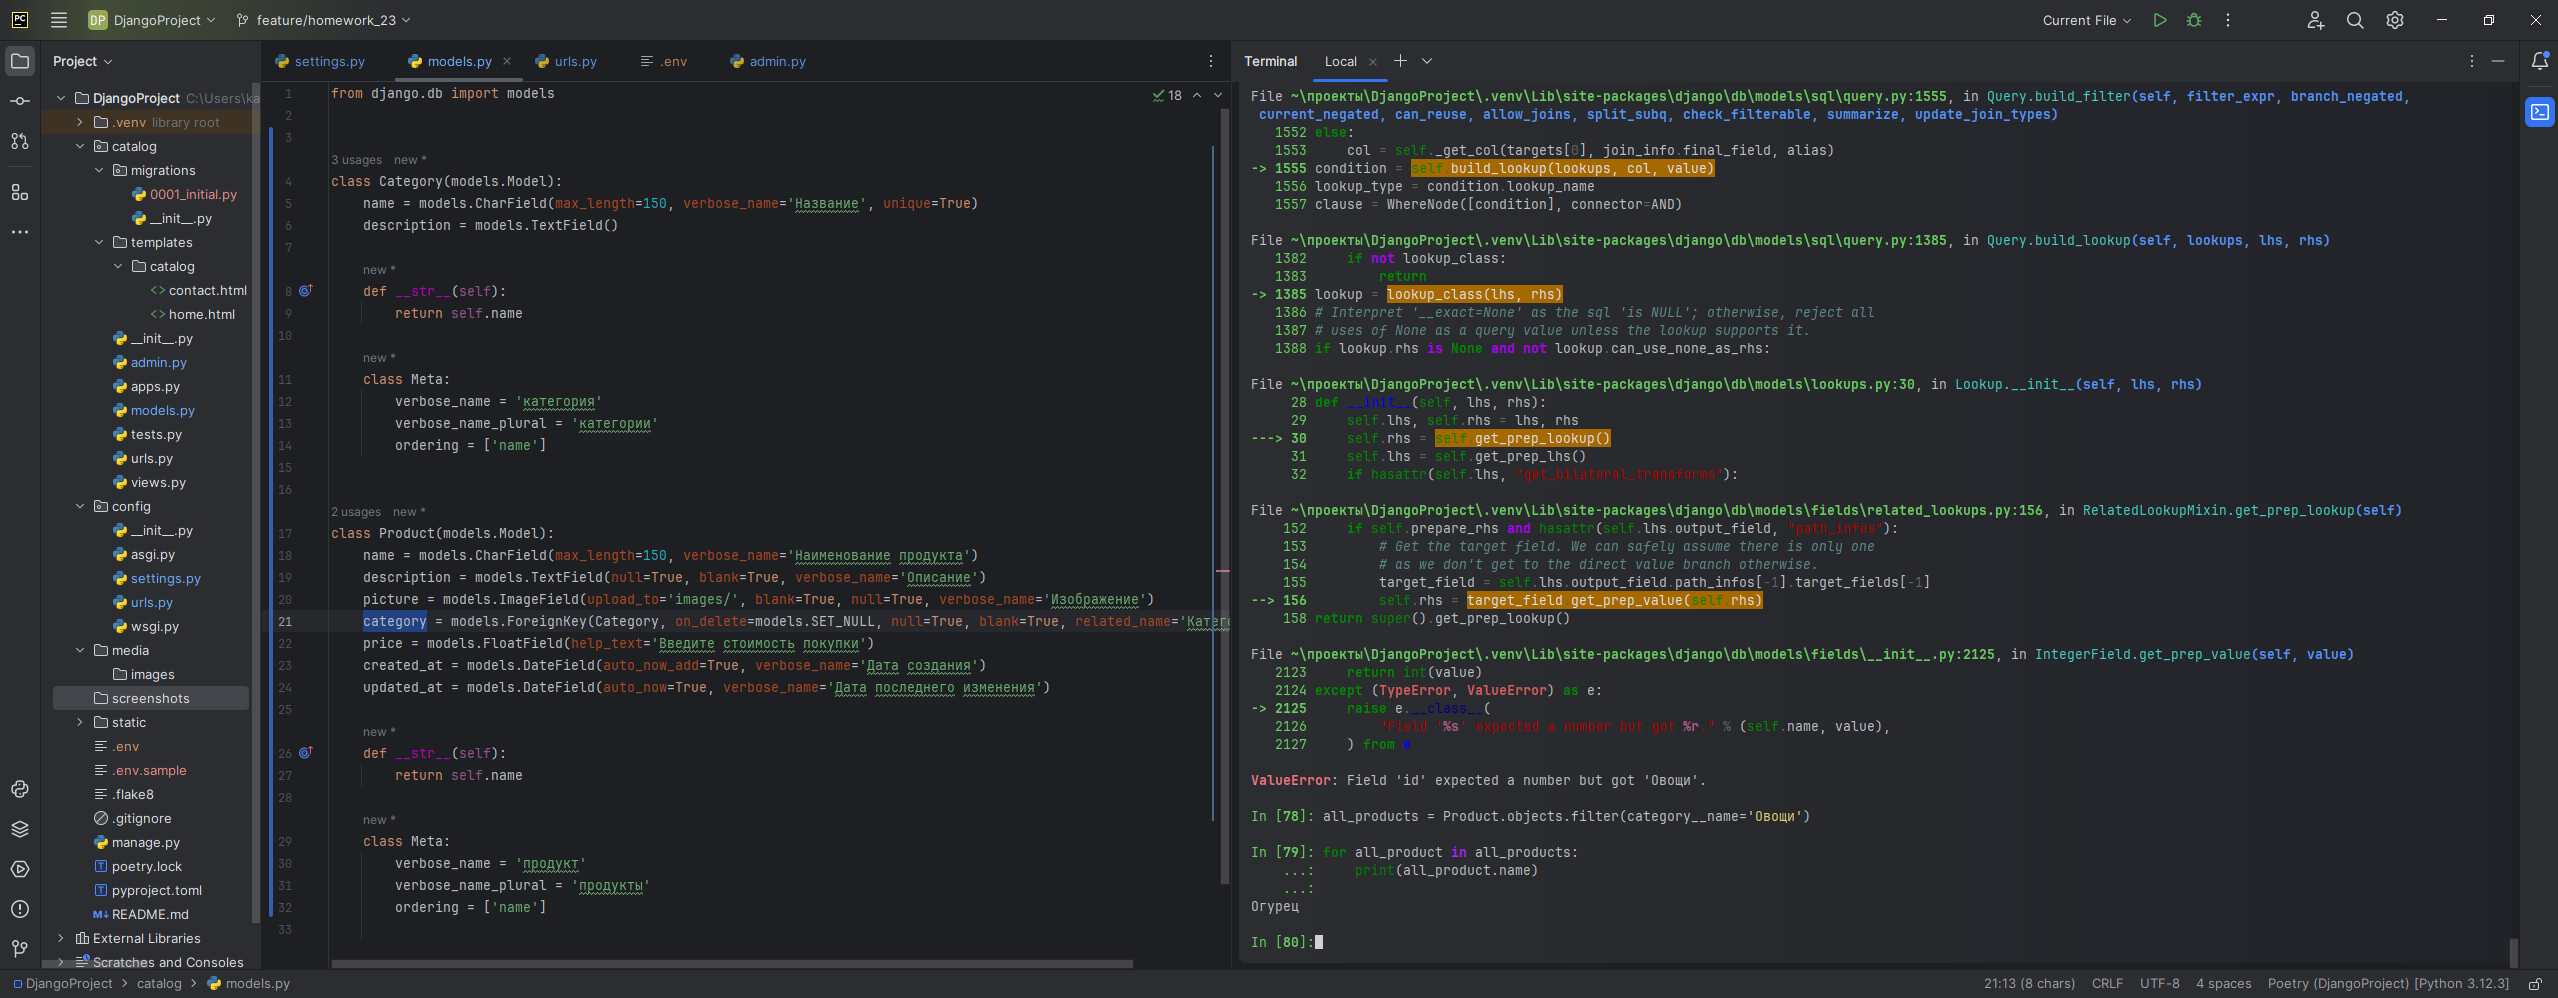 PC
DP DjangoProject
feature/homework_23
Current File
Project
DjangoProject C:\Users\ka
.venv library root
catalog
migrations
0001_initial.py
__init__.py
templates
catalog
contact.html
home.html
__init__.py
admin.py
apps.py
models.py
tests.py
urls.py
views.py
config
__init__.py
asgi.py
settings.py
urls.py
wsgi.py
media
images
screenshots
static
.env
.env.sample
.flake8
.gitignore
manage.py
poetry.lock
pyproject.toml
README.md
External Libraries
Scratches and Consoles
settings.py
models.py
urls.py
.env
admin.py
18
1 from django.db import models
2
3
3 usages new *
4 class Category(models.Model):
5 name = models.CharField(max_length=150, verbose_name='Название', unique=True)
6 description = models.TextField()
7
new *
8 def __str__(self):
9 return self.name
10
new *
11 class Meta:
12 verbose_name = 'категория'
13 verbose_name_plural = 'категории'
14 ordering = ['name']
15
16
2 usages new *
17 class Product(models.Model):
18 name = models.CharField(max_length=150, verbose_name='Наименование продукта')
19 description = models.TextField(null=True, blank=True, verbose_name='Описание')
20 picture = models.ImageField(upload_to='images/', blank=True, null=True, verbose_name='Изображение')
21 category = models.ForeignKey(Category, on_delete=models.SET_NULL, null=True, blank=True, related_name='Катег
22 price = models.FloatField(help_text='Введите стоимость покупки')
23 created_at = models.DateField(auto_now_add=True, verbose_name='Дата создания')
24 updated_at = models.DateField(auto_now=True, verbose_name='Дата последнего изменения')
25
new *
26 def __str__(self):
27 return self.name
28
new *
29 class Meta:
30 verbose_name = 'продукт'
31 verbose_name_plural = 'продукты'
32 ordering = ['name']
33
Terminal
Local
File ~\проекты\DjangoProject\.venv\Lib\site-packages\django\db\models\sql\query.py:1555, in Query.build_filter(self, filter_expr, branch_negated,
current_negated, can_reuse, allow_joins, split_subq, check_filterable, summarize, update_join_types)
1552 else:
1553 col = self._get_col(targets[0], join_info.final_field, alias)
-> 1555 condition = self.build_lookup(lookups, col, value)
1556 lookup_type = condition.lookup_name
1557 clause = WhereNode([condition], connector=AND)
File ~\проекты\DjangoProject\.venv\Lib\site-packages\django\db\models\sql\query.py:1385, in Query.build_lookup(self, lookups, lhs, rhs)
1382 if not lookup_class:
1383 return
-> 1385 lookup = lookup_class(lhs, rhs)
1386 # Interpret '__exact=None' as the sql 'is NULL'; otherwise, reject all
1387 # uses of None as a query value unless the lookup supports it.
1388 if lookup.rhs is None and not lookup.can_use_none_as_rhs:
File ~\проекты\DjangoProject\.venv\Lib\site-packages\django\db\models\lookups.py:30, in Lookup.__init__(self, lhs, rhs)
28 def __init__(self, lhs, rhs):
29 self.lhs, self.rhs = lhs, rhs
---> 30 self.rhs = self.get_prep_lookup()
31 self.lhs = self.get_prep_lhs()
32 if hasattr(self.lhs, "get_bilateral_transforms"):
File ~\проекты\DjangoProject\.venv\Lib\site-packages\django\db\models\fields\related_lookups.py:156, in RelatedLookupMixin.get_prep_lookup(self)
152 if self.prepare_rhs and hasattr(self.lhs.output_field, "path_infos"):
153 # Get the target field. We can safely assume there is only one
154 # as we don't get to the direct value branch otherwise.
155 target_field = self.lhs.output_field.path_infos[-1].target_fields[-1]
--> 156 self.rhs = target_field.get_prep_value(self.rhs)
158 return super().get_prep_lookup()
File ~\проекты\DjangoProject\.venv\Lib\site-packages\django\db\models\fields\__init__.py:2125, in IntegerField.get_prep_value(self, value)
2123 return int(value)
2124 except (TypeError, ValueError) as e:
-> 2125 raise e.__class__(
2126 "Field '%s' expected a number but got %r." % (self.name, value),
2127 ) from e
ValueError: Field 'id' expected a number but got 'Овощи'.
In [78]: all_products = Product.objects.filter(category__name='Овощи')
In [79]: for all_product in all_products:
...: print(all_product.name)
...:
Огурец
In [80]:
DjangoProject > catalog > models.py
21:13 (8 chars)
CRLF
UTF-8
4 spaces
Poetry (DjangoProject) [Python 3.12.3]